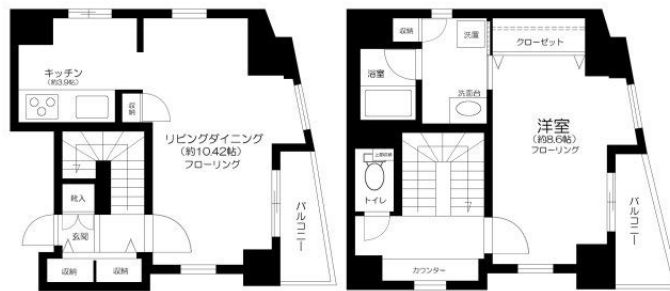 キッチン
(約3.9帖)
収納
リビングダイニング
(約10.42帖)
フローリング
靴入
玄関
収納
収納
バルコニー
収納
洗置
クローゼット
浴室
洗面台
洋室
(約8.6帖)
フローリング
上部収納
トイレ
カウンター
バルコニー